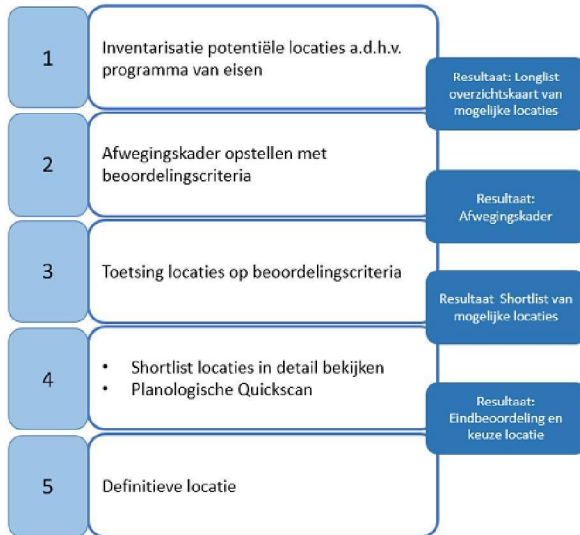 1
Inventarisatie potentiële locaties a.d.h.v.
programma van eisen
Resultaat: Longlist
overzichtskaart van
mogelijke locaties
2
Afwegingskader opstellen met
beoordelingscriteria
Resultaat:
Afwegingskader
3
Toetsing locaties op beoordelingscriteria
Resultaat Shortlist van
mogelijke locaties
4
• Shortlist locaties in detail bekijken
• Planologische Quickscan
Resultaat:
Eindbeoordeling en
keuze locatie
5
Definitieve locatie